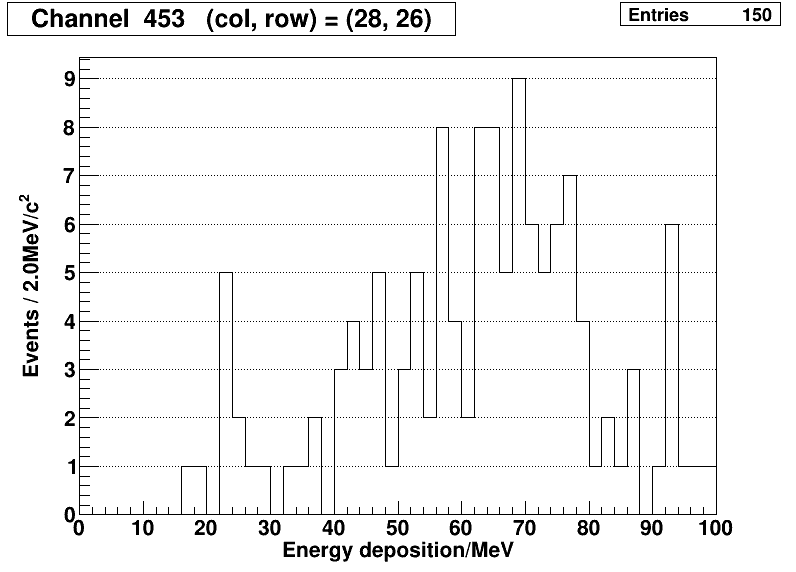 Channel 453 (col, row) = (28, 26)
Entries 150
Events / 2.0MeV/c²
9
8
7
6
5
4
3
2
1
0
0 10 20 30 40 50 60 70 80 90 100
Energy deposition/MeV